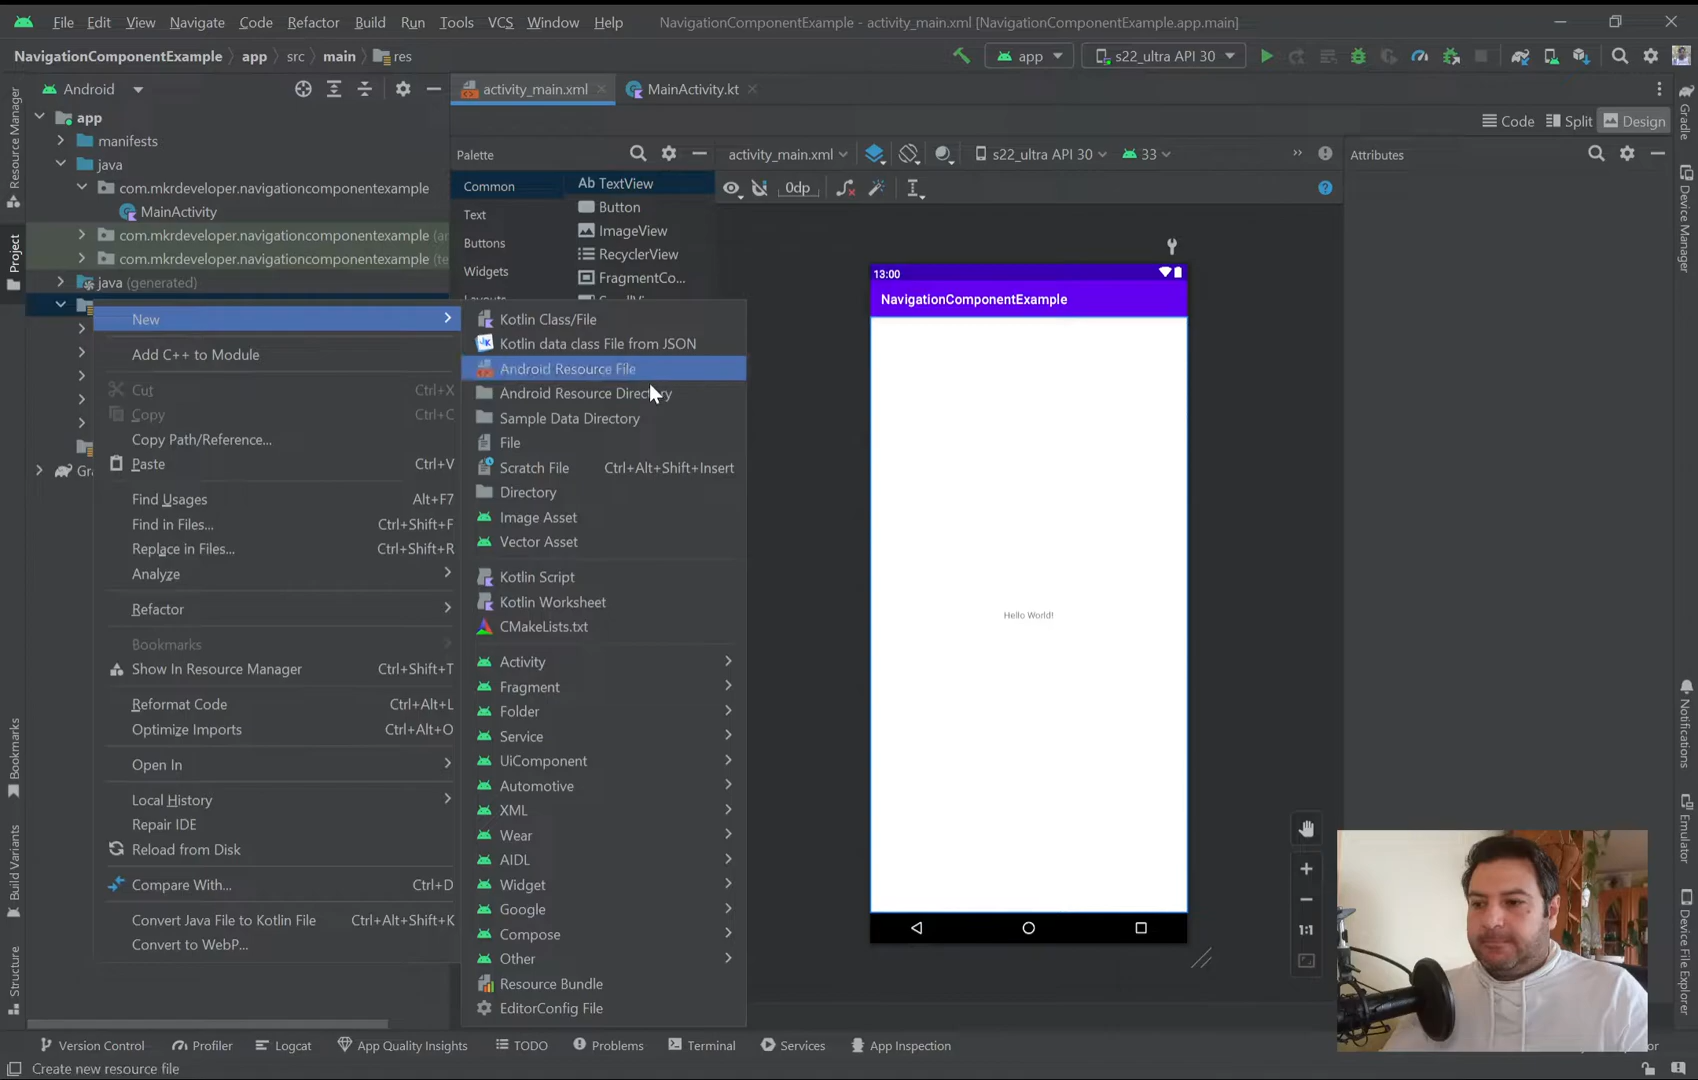 File Edit View Navigate Code Refactor Build Run Tools VCS Window Help NavigationComponentExample - activity_main.xml [NavigationComponentExample.app.main]
NavigationComponentExample app src main res app s22_ultra API 30
Android activity_main.xml MainActivity.kt
Code Split Design
Resource Manager
Project
Bookmarks
Build Variants
Structure
app
manifests
java
com.mkrdeveloper.navigationcomponentexample
MainActivity
com.mkrdeveloper.navigationcomponentexample (ar
com.mkrdeveloper.navigationcomponentexample (te
java (generated)
Gra
Palette
Common
Text
Buttons
Widgets
Ab TextView
Button
ImageView
RecyclerView
FragmentCo...
activity_main.xml s22_ultra API 30 33
0dp
Attributes
New
Add C++ to Module
Cut Ctrl+X
Copy Ctrl+C
Copy Path/Reference...
Paste Ctrl+V
Find Usages Alt+F7
Find in Files... Ctrl+Shift+F
Replace in Files... Ctrl+Shift+R
Analyze
Refactor
Bookmarks
Show In Resource Manager Ctrl+Shift+T
Reformat Code Ctrl+Alt+L
Optimize Imports Ctrl+Alt+O
Open In
Local History
Repair IDE
Reload from Disk
Compare With... Ctrl+D
Convert Java File to Kotlin File Ctrl+Alt+Shift+K
Convert to WebP...
Kotlin Class/File
Kotlin data class File from JSON
Android Resource File
Android Resource Directory
Sample Data Directory
File
Scratch File Ctrl+Alt+Shift+Insert
Directory
Image Asset
Vector Asset
Kotlin Script
Kotlin Worksheet
CMakeLists.txt
Activity
Fragment
Folder
Service
UiComponent
Automotive
XML
Wear
AIDL
Widget
Google
Compose
Other
Resource Bundle
EditorConfig File
13:00
NavigationComponentExample
Hello World!
1:1
Gradle
Device Manager
Notifications
Emulator
Device File Explorer
Version Control Profiler Logcat App Quality Insights TODO Problems Terminal Services App Inspection
Create new resource file